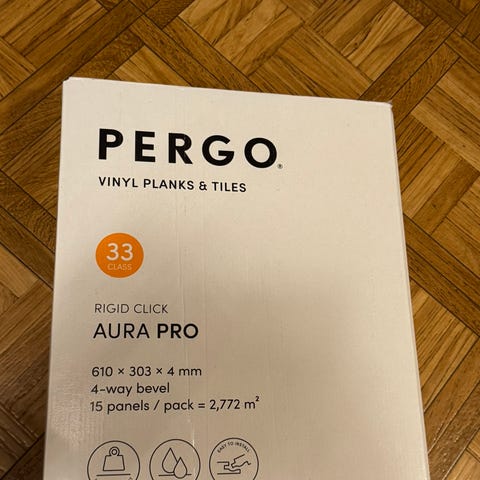 PERGO®
VINYL PLANKS & TILES
33
CLASS
RIGID CLICK
AURA PRO
610 × 303 × 4 mm
4-way bevel
15 panels / pack = 2,772 m²
EASY TO INSTALL